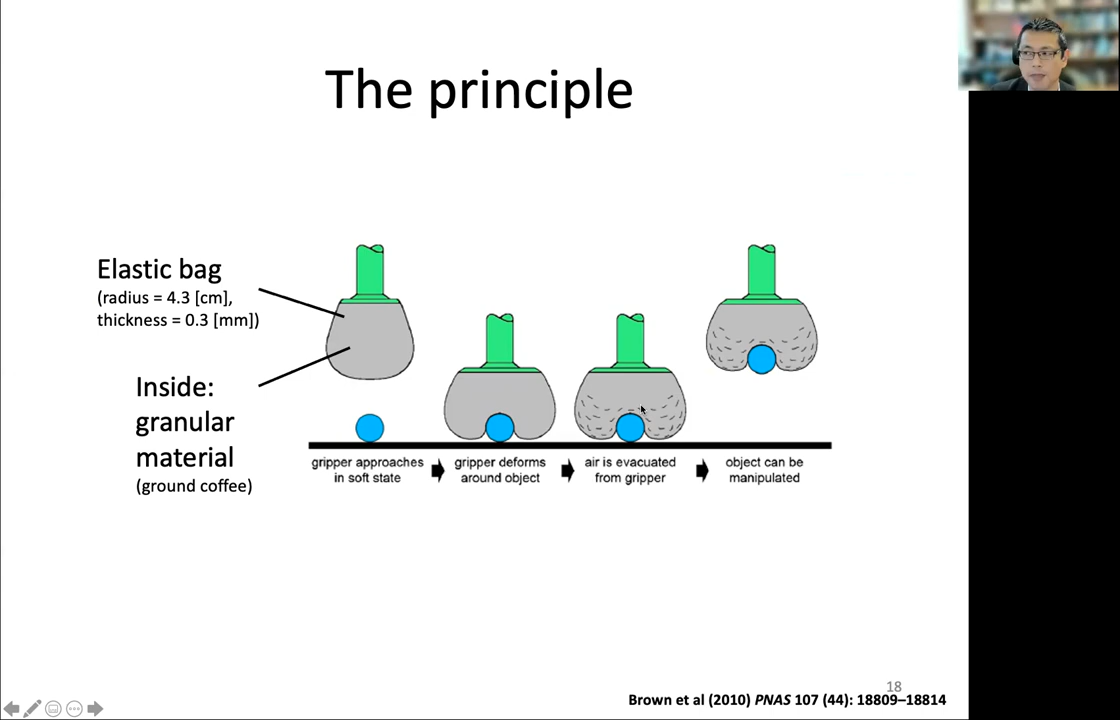 The principle
Elastic bag
(radius = 4.3 [cm],
thickness = 0.3 [mm])
Inside:
granular
material
(ground coffee)
gripper approaches
in soft state
gripper deforms
around object
air is evacuated
from gripper
object can be
manipulated
18
Brown et al (2010) PNAS 107 (44): 18809–18814